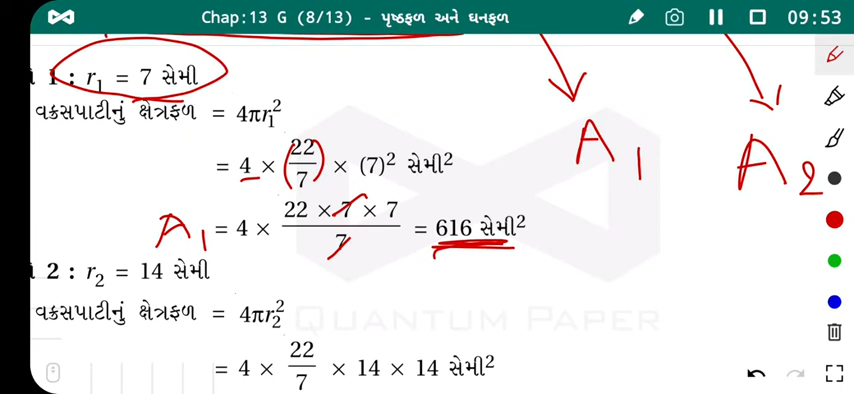 Chap:13 G (8/13) - પૃષ્ઠફળ અને ઘનફળ 09:53
1 : r₁ = 7 સેમી
વક્રસપાટીનું ક્ષેત્રફળ = 4πr₁²
= 4 × (22/7) × (7)² સેમી²
A₁ = 4 × (22 × 7 × 7)/7 = 616 સેમી²
A₁ A₂
2 : r₂ = 14 સેમી
વક્રસપાટીનું ક્ષેત્રફળ = 4πr₂²
QUANTUM PAPER
= 4 × 22/7 × 14 × 14 સેમી²